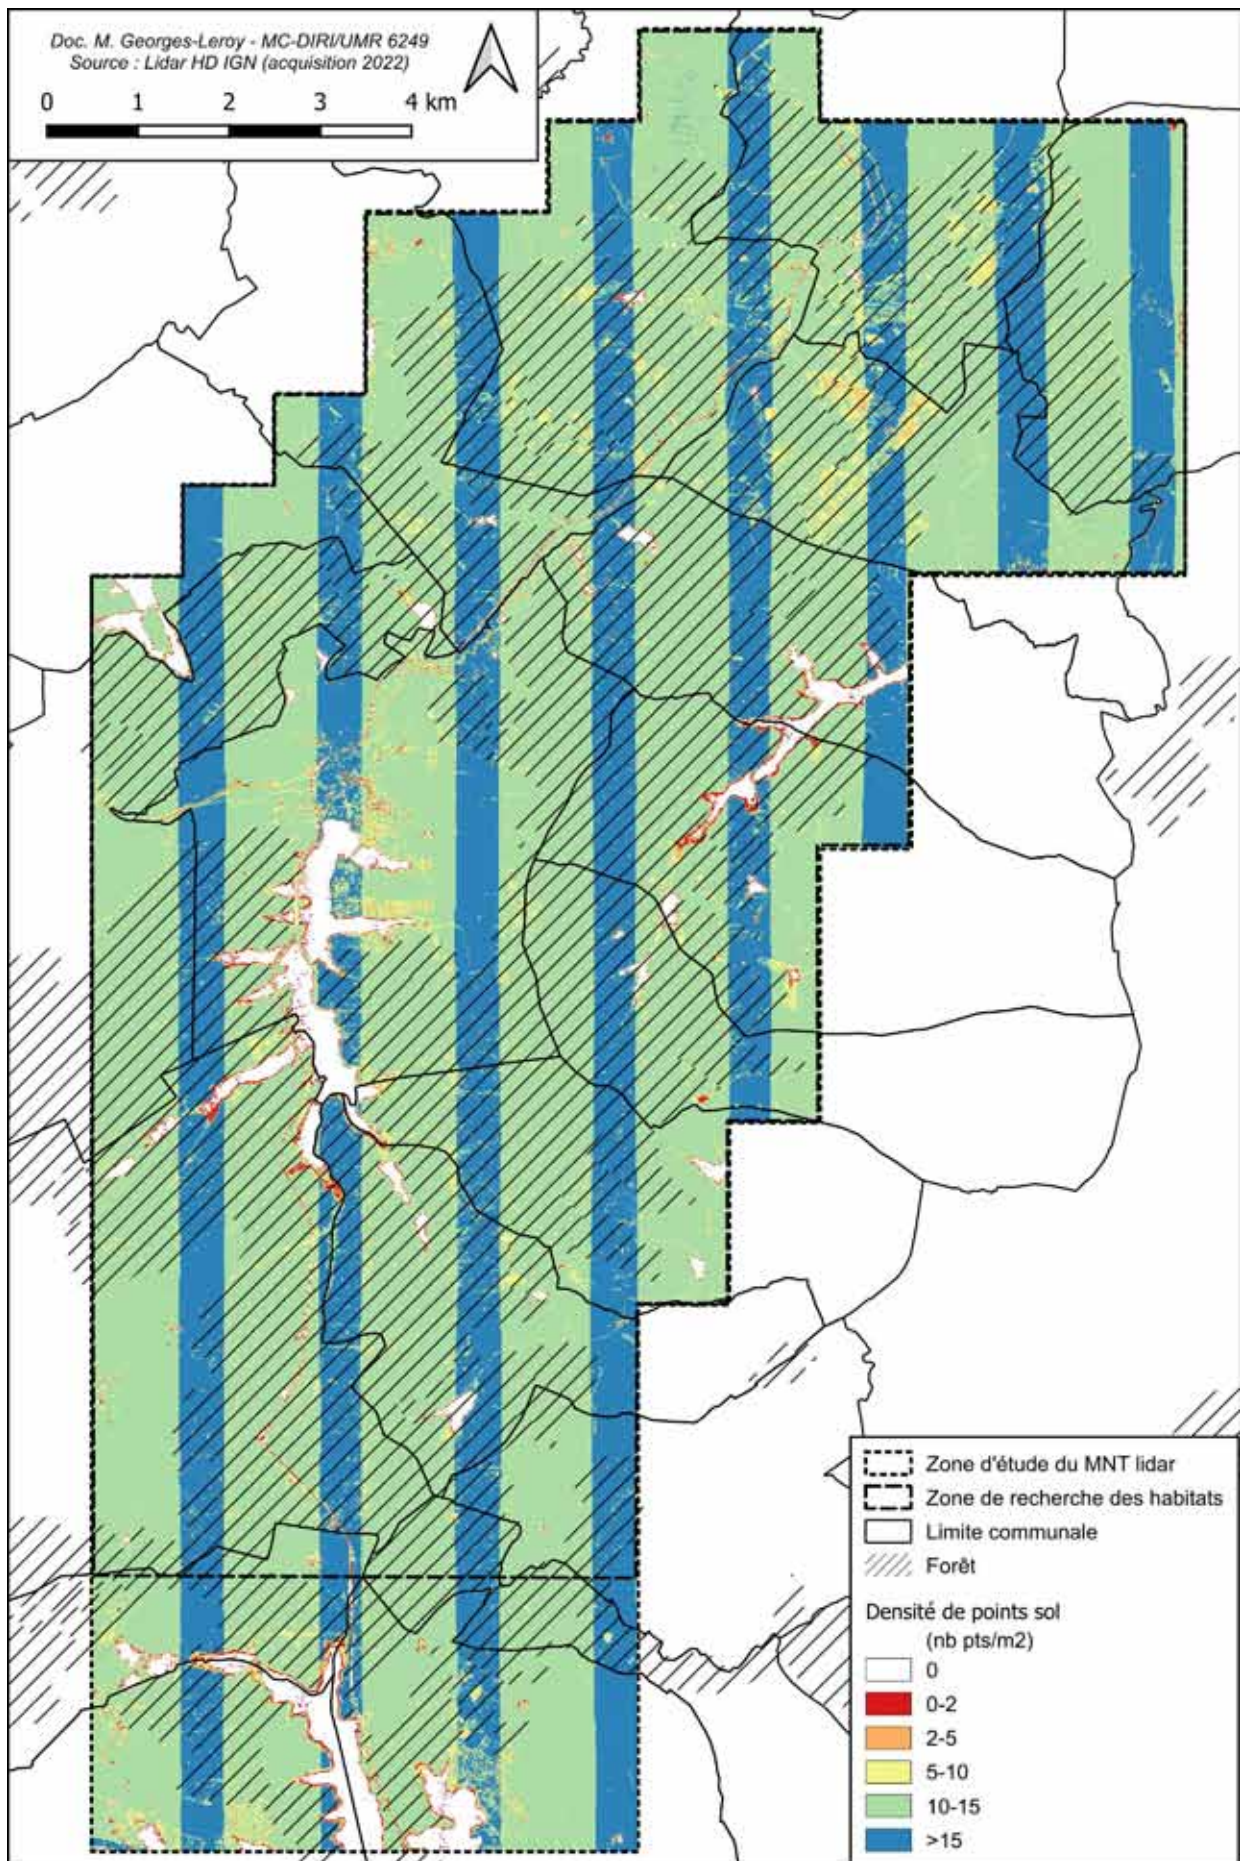 Doc. M. Georges-Leroy - MC-DIRI/UMR 6249
Source : Lidar HD IGN (acquisition 2022)
0 1 2 3 4 km
Zone d'étude du MNT lidar
Zone de recherche des habitats
Limite communale
Forêt
Densité de points sol
(nb pts/m2)
0
0-2
2-5
5-10
10-15
>15